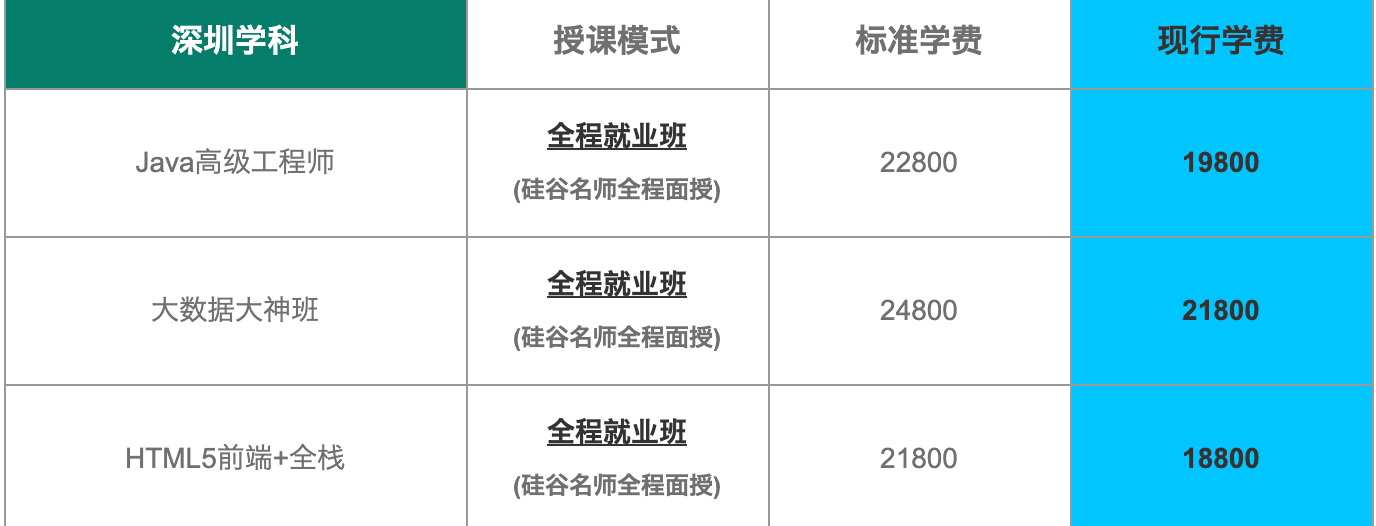 深圳学科 授课模式 标准学费 现行学费
Java高级工程师 全程就业班 22800 19800
(硅谷名师全程面授)
大数据大神班 全程就业班 24800 21800
(硅谷名师全程面授)
HTML5前端+全栈 全程就业班 21800 18800
(硅谷名师全程面授)